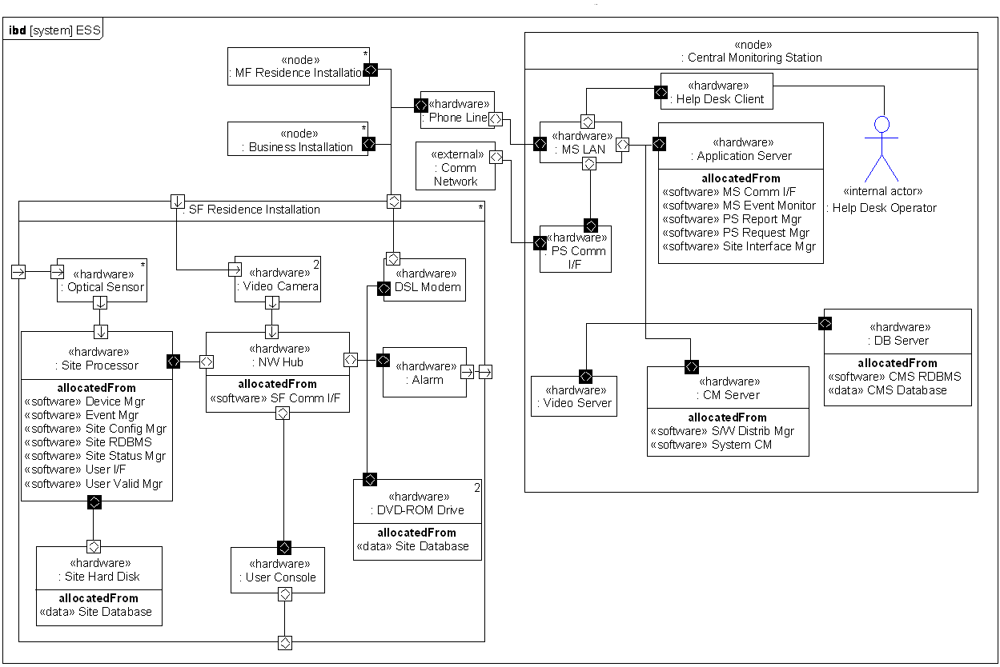 ibd [system] ESS
«node»
: MF Residence Installation
*
«node»
: Business Installation
*
«hardware»
: Phone Line
«external»
: Comm
Network
«node»
: Central Monitoring Station
«hardware»
: Help Desk Client
«hardware»
: MS LAN
«hardware»
: Application Server
allocatedFrom
«software» MS Comm I/F
«software» MS Event Monitor
«software» PS Report Mgr
«software» PS Request Mgr
«software» Site Interface Mgr
«internal actor»
: Help Desk Operator
«hardware»
: PS Comm
I/F
«hardware»
: Video Server
«hardware»
: CM Server
allocatedFrom
«software» S/W Distrib Mgr
«software» System CM
«hardware»
: DB Server
allocatedFrom
«software» CMS RDBMS
«data» CMS Database
: SF Residence Installation
*
«hardware»
: Optical Sensor
*
«hardware»
: Video Camera
2
«hardware»
: DSL Modem
«hardware»
: Site Processor
allocatedFrom
«software» Device Mgr
«software» Event Mgr
«software» Site Config Mgr
«software» Site RDBMS
«software» Site Status Mgr
«software» User I/F
«software» User Valid Mgr
«hardware»
: NW Hub
allocatedFrom
«software» SF Comm I/F
«hardware»
: Alarm
«hardware»
: DVD-ROM Drive
2
allocatedFrom
«data» Site Database
«hardware»
: Site Hard Disk
allocatedFrom
«data» Site Database
«hardware»
: User Console